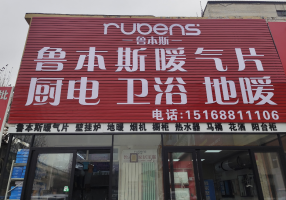 rubens
鲁本斯
鲁本斯暖气片
厨电 卫浴 地暖
电话:15168811106
鲁本斯暖气片 壁挂炉 地暖 烟机 橱柜 热水器 马桶 花洒 阳台柜